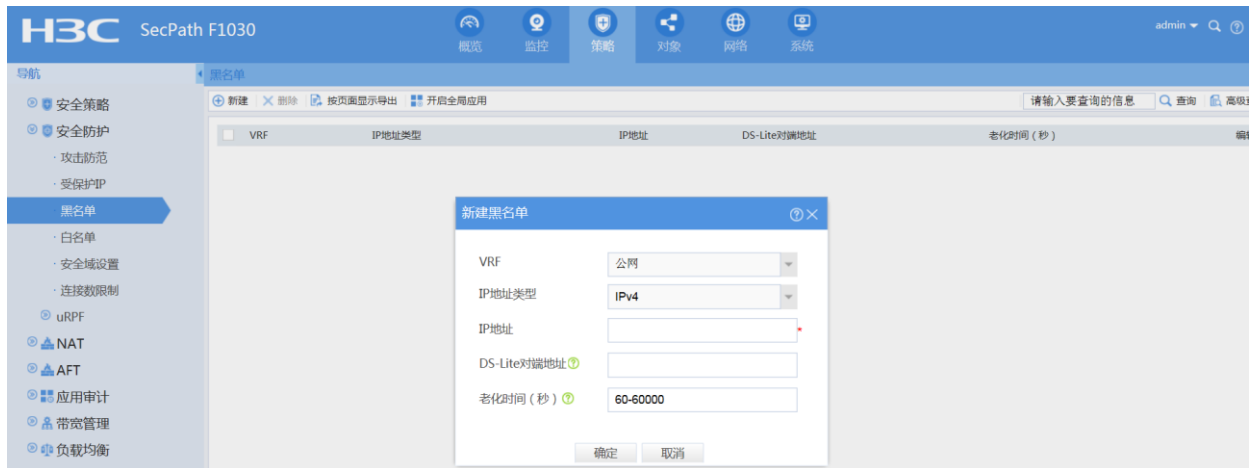 H3C SecPath F1030
概览 监控 策略 对象 网络 系统
admin
导航
黑名单
安全策略
安全防护
攻击防范
受保护IP
黑名单
白名单
安全域设置
连接数限制
uRPF
NAT
AFT
应用审计
带宽管理
负载均衡
新建 删除 按页面显示导出 开启全局应用 请输入要查询的信息 查询 高级
VRF IP地址类型 IP地址 DS-Lite对端地址 老化时间（秒）
新建黑名单
VRF 公网
IP地址类型 IPv4
IP地址 *
DS-Lite对端地址
老化时间（秒） 60-60000
确定 取消